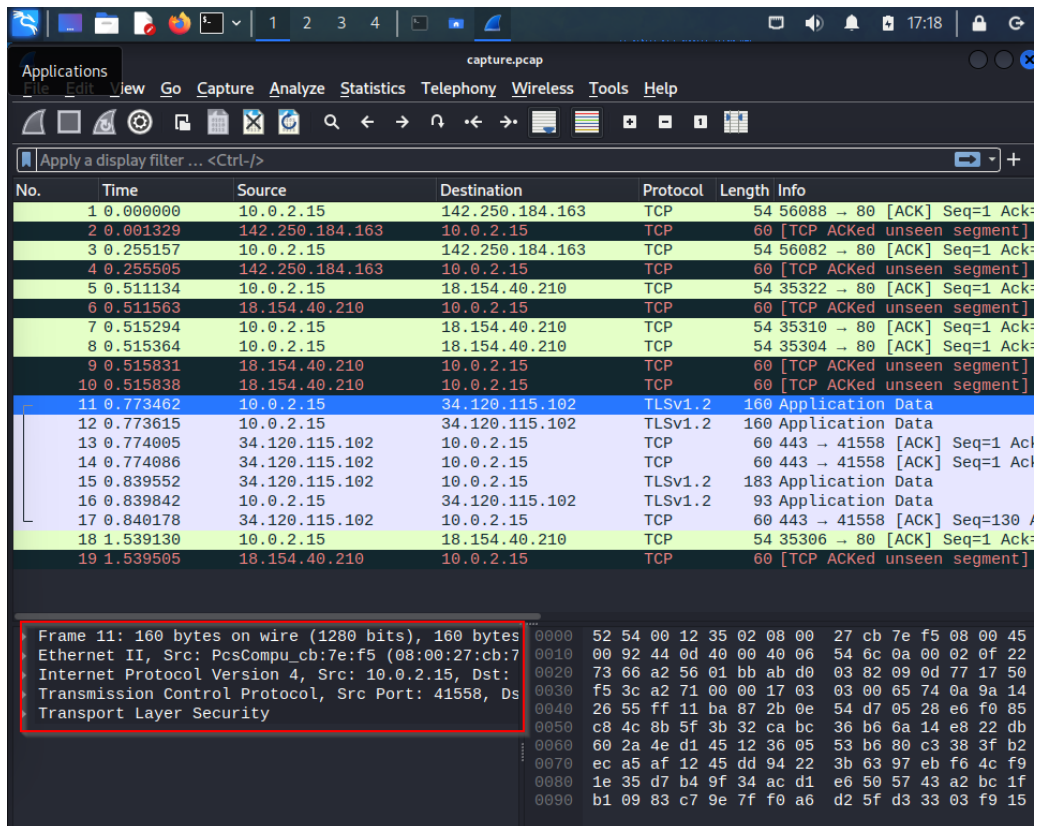 1 2 3 4 17:18
capture.pcap
Applications
File Edit View Go Capture Analyze Statistics Telephony Wireless Tools Help
Apply a display filter ... <Ctrl-/>
No. Time Source Destination Protocol Length Info
1 0.000000 10.0.2.15 142.250.184.163 TCP 54 56088 → 80 [ACK] Seq=1 Ack=
2 0.001329 142.250.184.163 10.0.2.15 TCP 60 [TCP ACKed unseen segment]
3 0.255157 10.0.2.15 142.250.184.163 TCP 54 56082 → 80 [ACK] Seq=1 Ack=
4 0.255505 142.250.184.163 10.0.2.15 TCP 60 [TCP ACKed unseen segment]
5 0.511134 10.0.2.15 18.154.40.210 TCP 54 35322 → 80 [ACK] Seq=1 Ack=
6 0.511563 18.154.40.210 10.0.2.15 TCP 60 [TCP ACKed unseen segment]
7 0.515294 10.0.2.15 18.154.40.210 TCP 54 35310 → 80 [ACK] Seq=1 Ack=
8 0.515364 10.0.2.15 18.154.40.210 TCP 54 35304 → 80 [ACK] Seq=1 Ack=
9 0.515831 18.154.40.210 10.0.2.15 TCP 60 [TCP ACKed unseen segment]
10 0.515838 18.154.40.210 10.0.2.15 TCP 60 [TCP ACKed unseen segment]
11 0.773462 10.0.2.15 34.120.115.102 TLSv1.2 160 Application Data
12 0.773615 10.0.2.15 34.120.115.102 TLSv1.2 160 Application Data
13 0.774005 34.120.115.102 10.0.2.15 TCP 60 443 → 41558 [ACK] Seq=1 Ack
14 0.774086 34.120.115.102 10.0.2.15 TCP 60 443 → 41558 [ACK] Seq=1 Ack
15 0.839552 34.120.115.102 10.0.2.15 TLSv1.2 183 Application Data
16 0.839842 10.0.2.15 34.120.115.102 TLSv1.2 93 Application Data
17 0.840178 34.120.115.102 10.0.2.15 TCP 60 443 → 41558 [ACK] Seq=130 A
18 1.539130 10.0.2.15 18.154.40.210 TCP 54 35306 → 80 [ACK] Seq=1 Ack=
19 1.539505 18.154.40.210 10.0.2.15 TCP 60 [TCP ACKed unseen segment]
Frame 11: 160 bytes on wire (1280 bits), 160 bytes
Ethernet II, Src: PcsCompu_cb:7e:f5 (08:00:27:cb:7
Internet Protocol Version 4, Src: 10.0.2.15, Dst:
Transmission Control Protocol, Src Port: 41558, Ds
Transport Layer Security
0000 52 54 00 12 35 02 08 00 27 cb 7e f5 08 00 45
0010 00 92 44 0d 40 00 40 06 54 6c 0a 00 02 0f 22
0020 73 66 a2 56 01 bb ab d0 03 82 09 0d 77 17 50
0030 f5 3c a2 71 00 00 17 03 03 00 65 74 0a 9a 14
0040 26 55 ff 11 ba 87 2b 0e 54 d7 05 28 e6 f0 85
0050 c8 4c 8b 5f 3b 32 ca bc 36 b6 6a 14 e8 22 db
0060 60 2a 4e d1 45 12 36 05 53 b6 80 c3 38 3f b2
0070 ec a5 af 12 45 dd 94 22 3b 63 97 eb f6 4c f9
0080 1e 35 d7 b4 9f 34 ac d1 e6 50 57 43 a2 bc 1f
0090 b1 09 83 c7 9e 7f f0 a6 d2 5f d3 33 03 f9 15